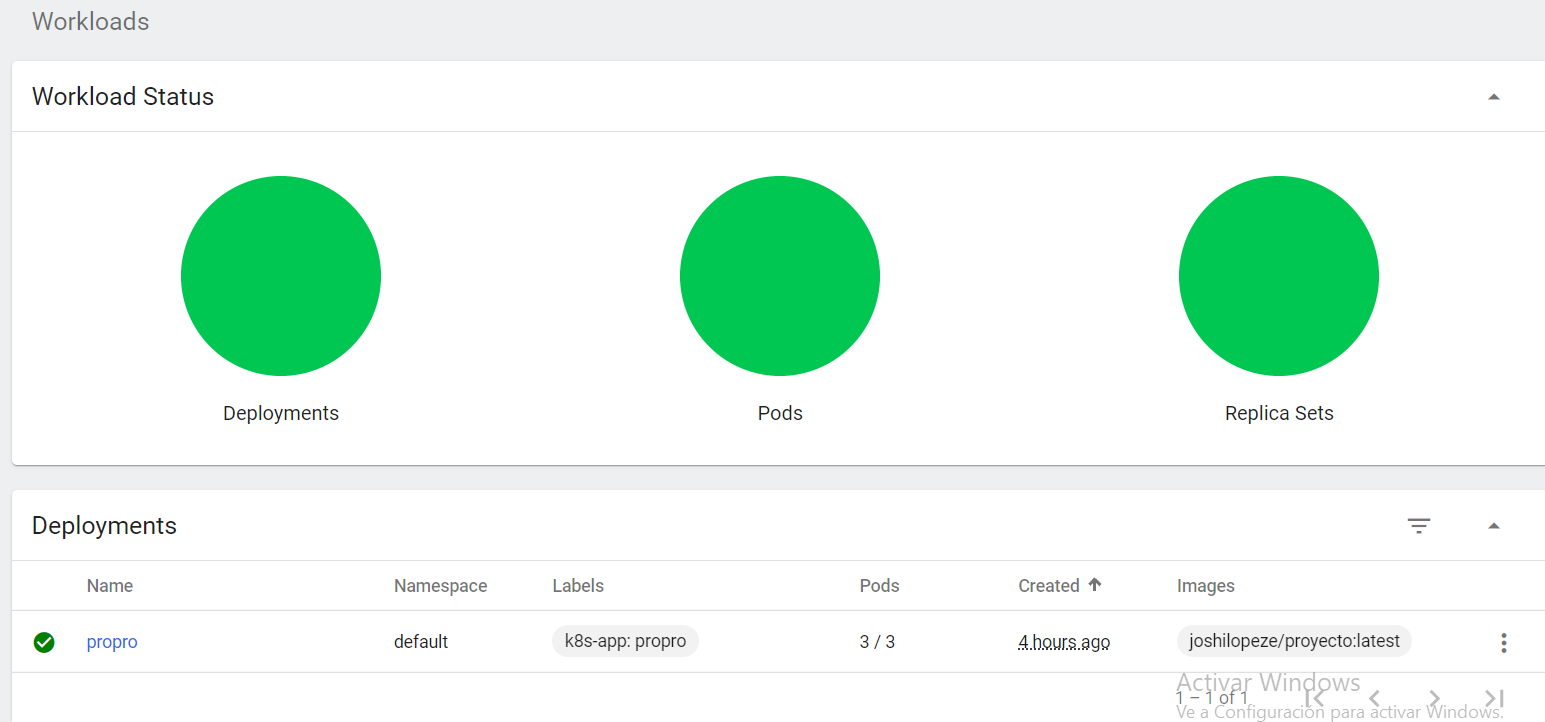 Workloads
Workload Status
Deployments Pods Replica Sets
Deployments
Name Namespace Labels Pods Created Images
propro default k8s-app: propro 3 / 3 4 hours ago joshilopeze/proyecto:latest
Activar Windows
1 – 1 of 1
Ve a Configuración para activar Windows.